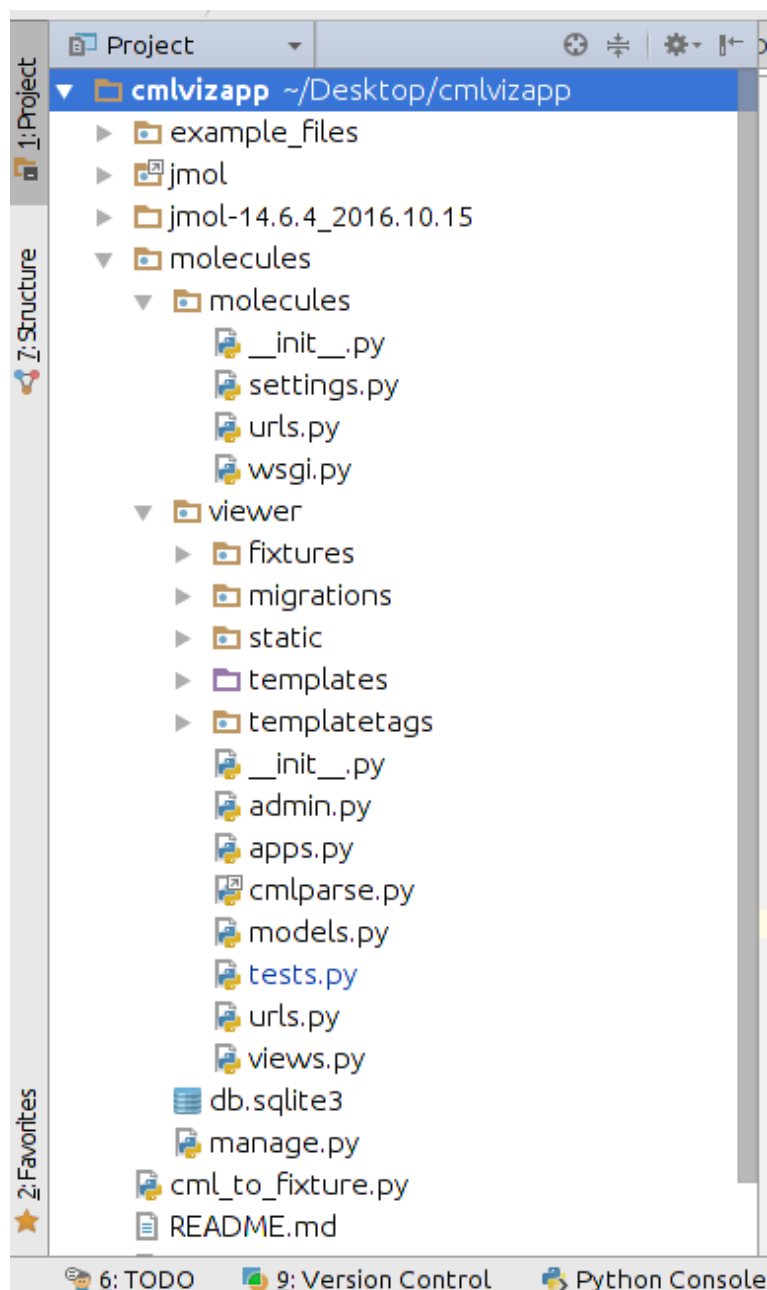 Project
1: Project
7: Structure
2: Favorites
cmlvizapp ~/Desktop/cmlvizapp
example_files
jmol
jmol-14.6.4_2016.10.15
molecules
molecules
__init__.py
settings.py
urls.py
wsgi.py
viewer
fixtures
migrations
static
templates
templatetags
__init__.py
admin.py
apps.py
cmlparse.py
models.py
tests.py
urls.py
views.py
db.sqlite3
manage.py
cml_to_fixture.py
README.md
6: TODO 9: Version Control Python Console